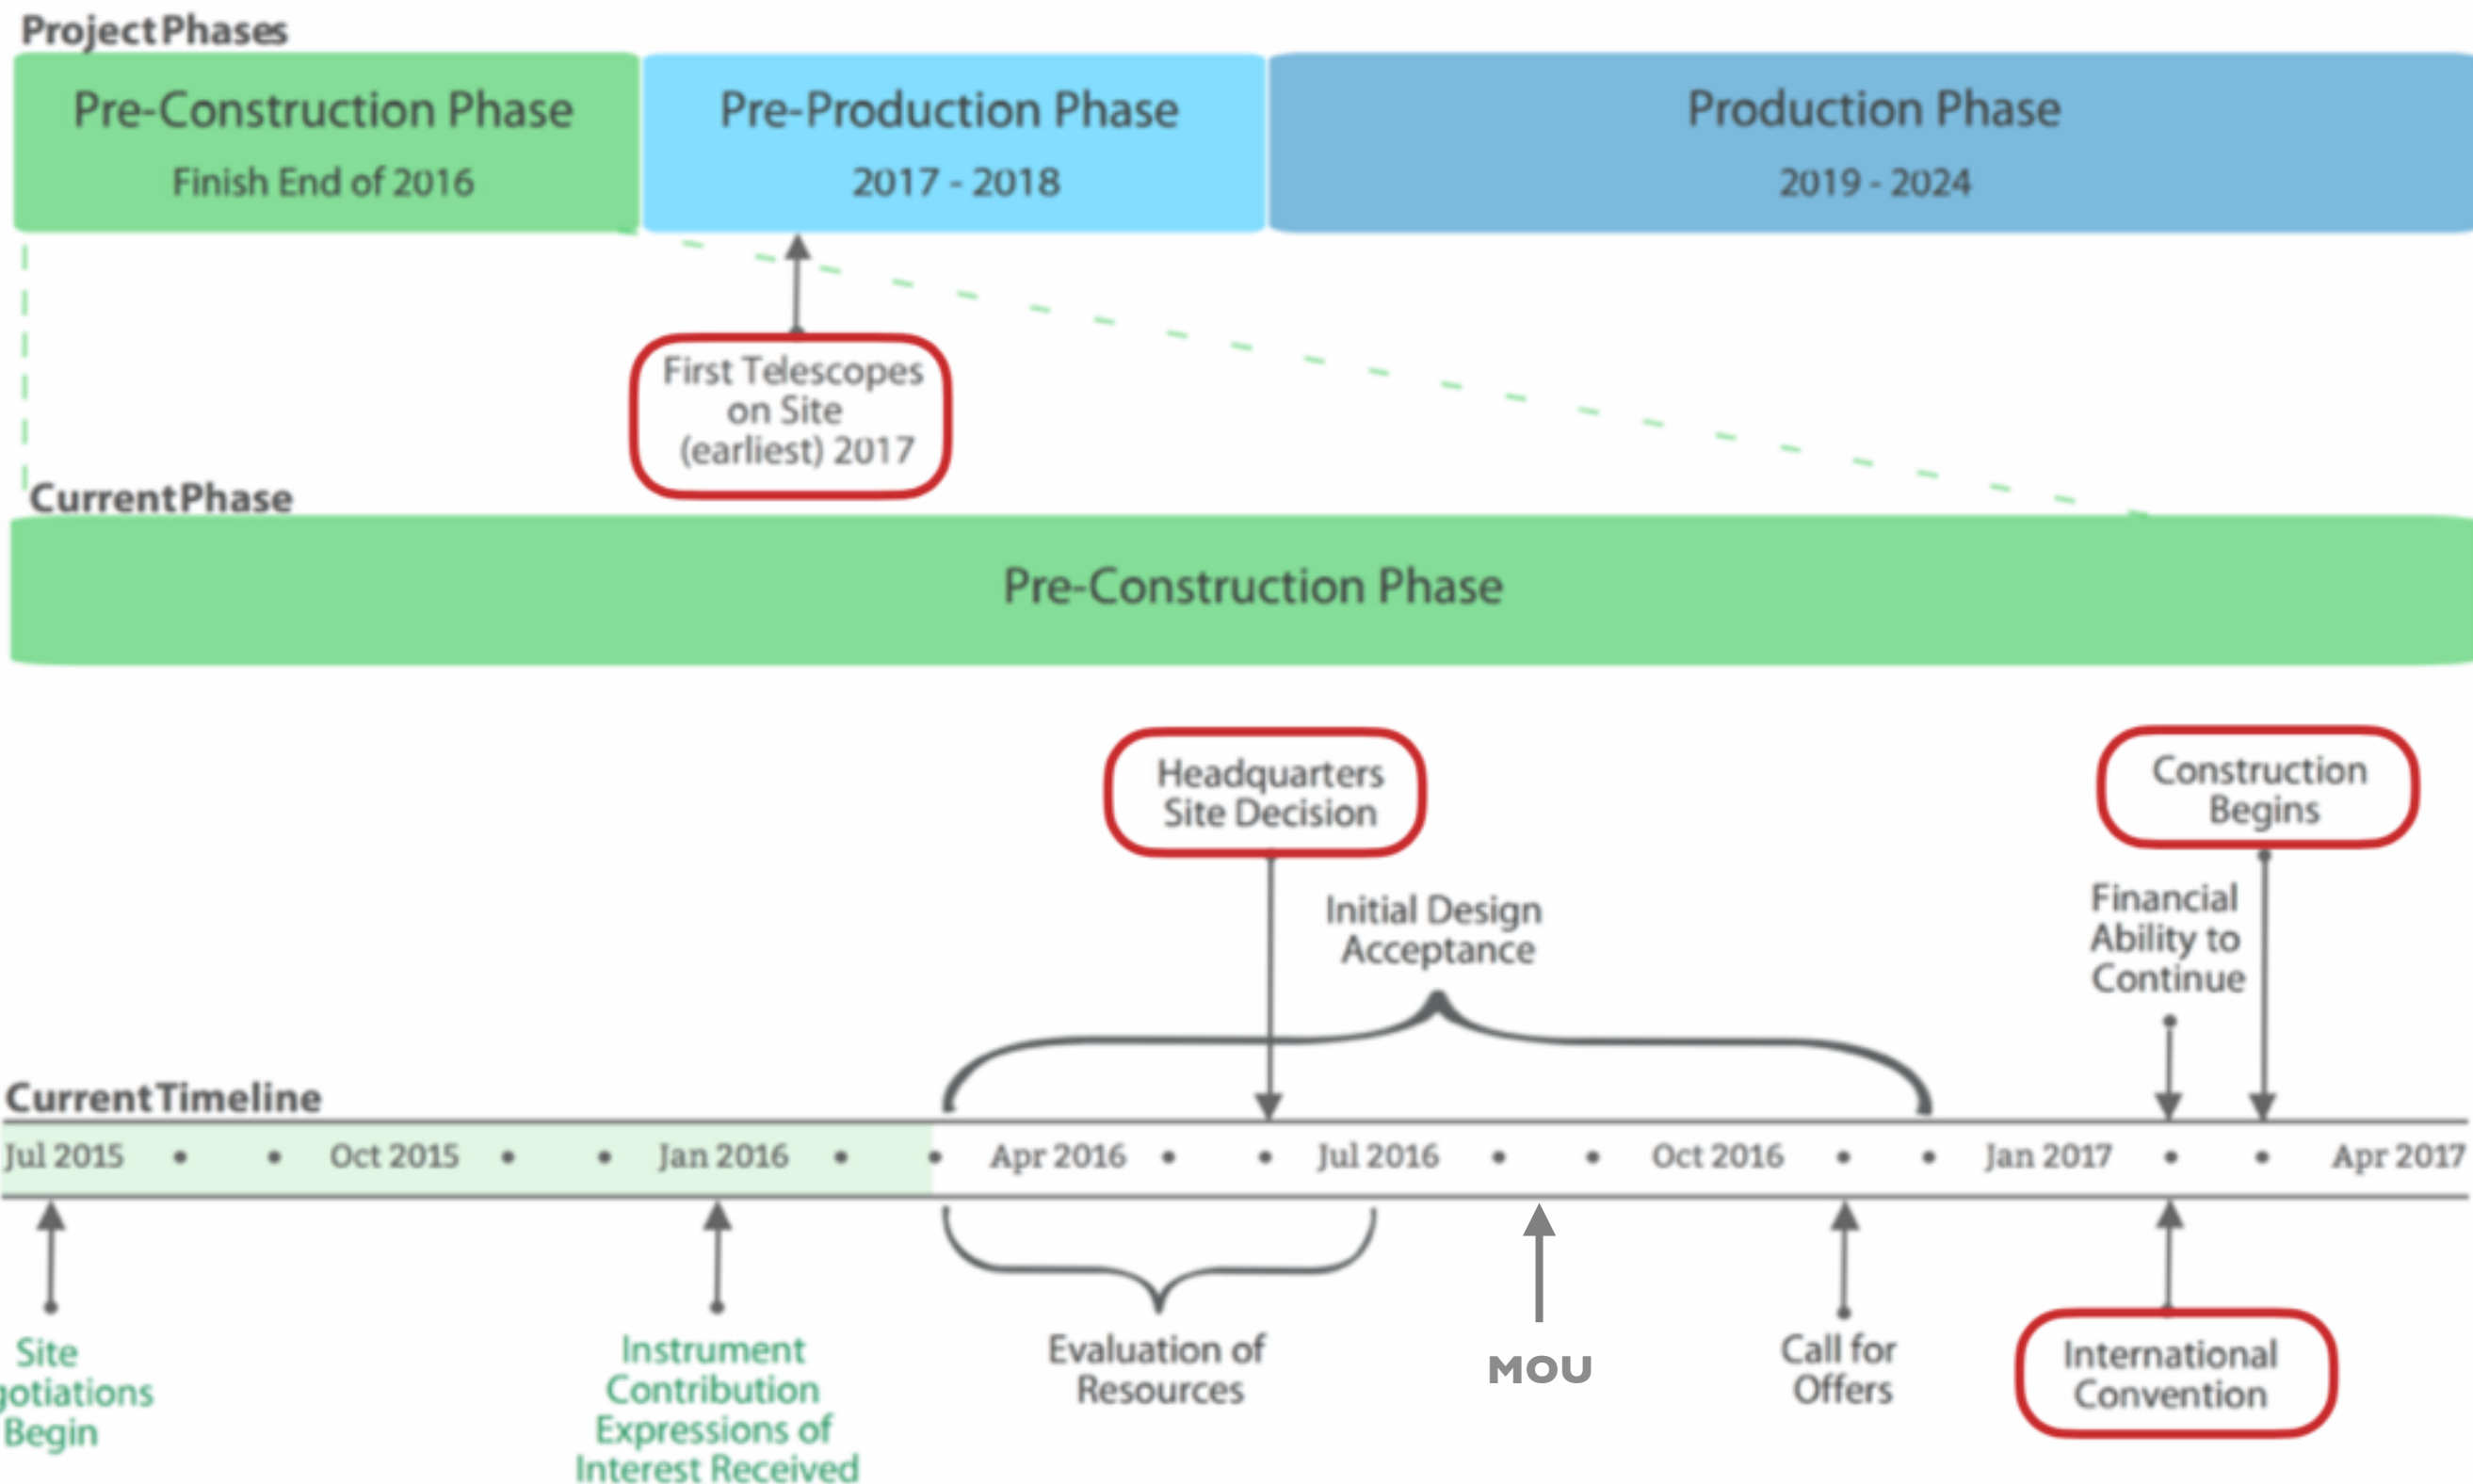 Project Phases
Pre-Construction Phase
Finish End of 2016
Pre-Production Phase
2017 - 2018
Production Phase
2019 - 2024
First Telescopes
on Site
(earliest) 2017
Current Phase
Pre-Construction Phase
Headquarters
Site Decision
Construction
Begins
Initial Design
Acceptance
Financial
Ability to
Continue
Current Timeline
Jul 2015 • • Oct 2015 • • Jan 2016 • • Apr 2016 • • Jul 2016 • • Oct 2016 • • Jan 2017 • • Apr 2017
Site
gotiations
Begin
Instrument
Contribution
Expressions of
Interest Received
Evaluation of
Resources
MOU
Call for
Offers
International
Convention